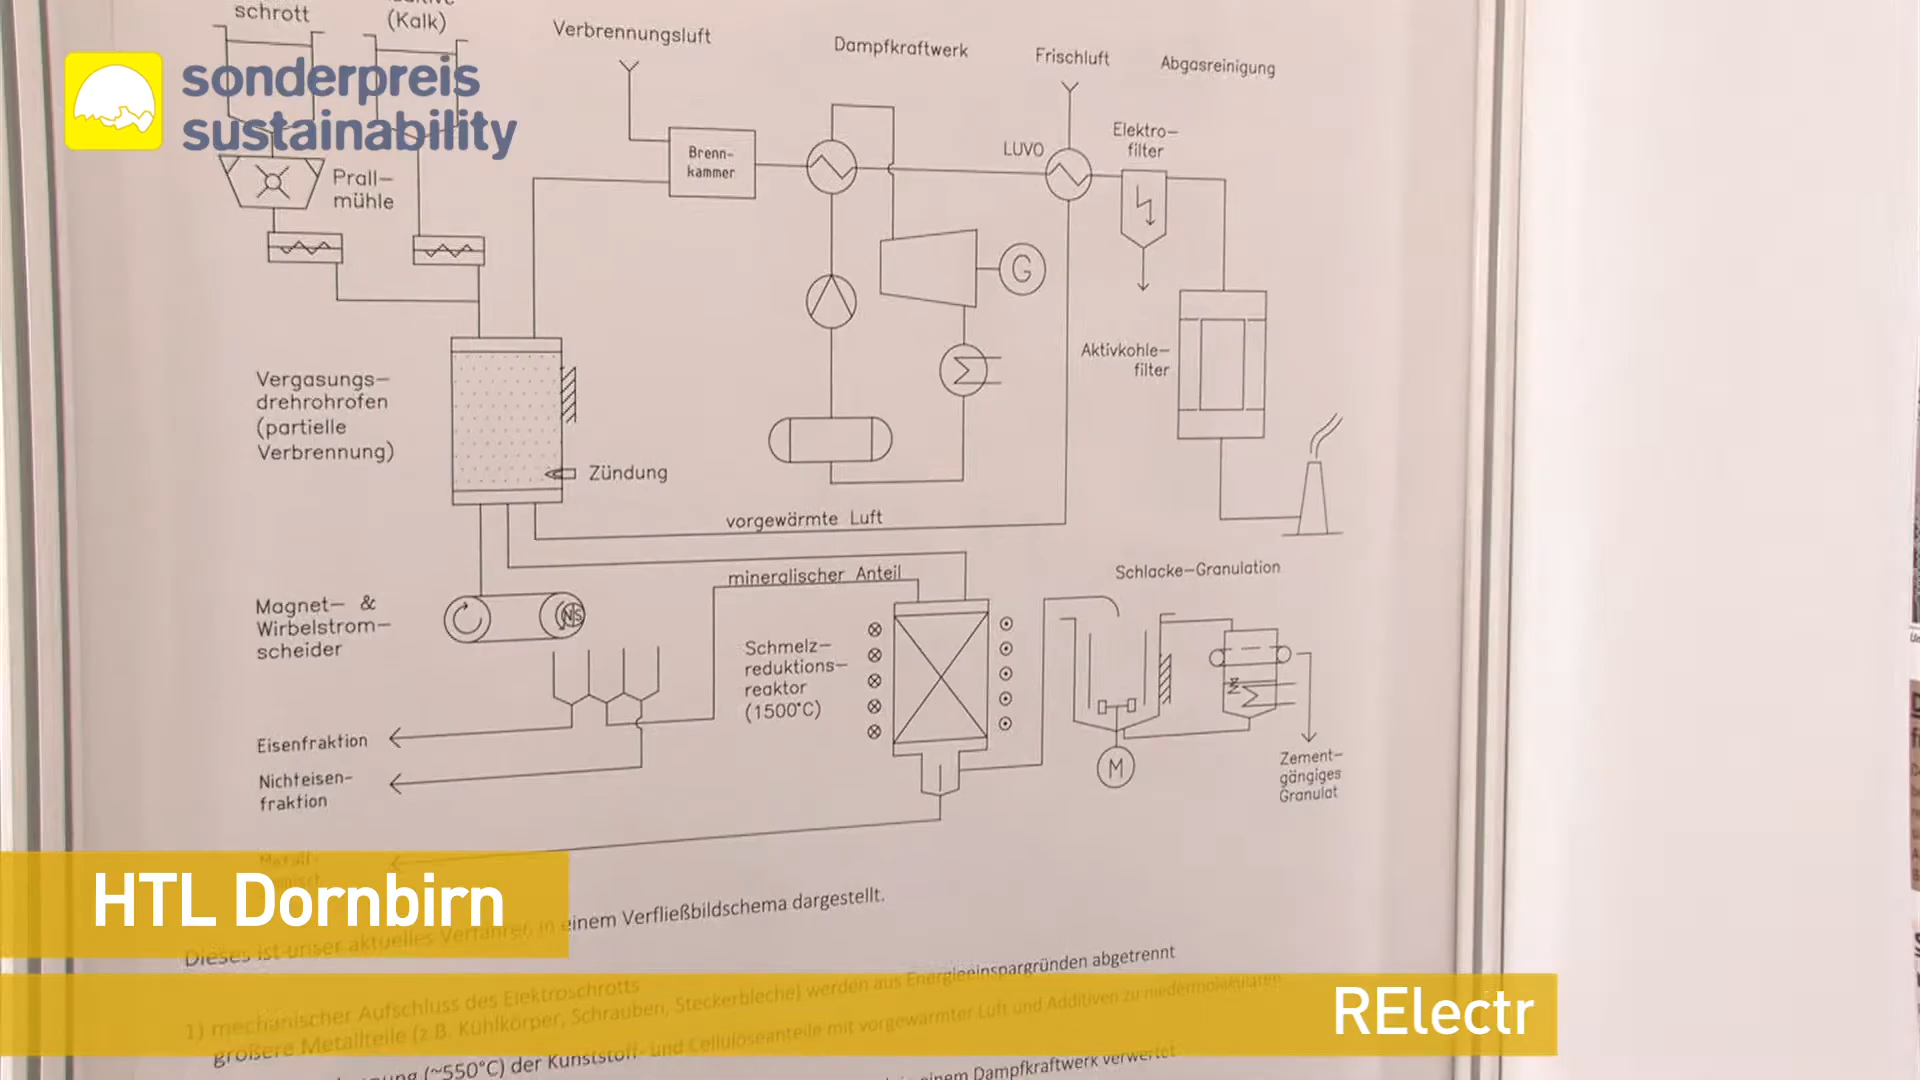 schrott
(Kalk)
sonderpreis
sustainability
Verbrennungsluft
Dampfkraftwerk
Frischluft
Abgasreinigung
Prall-
mühle
Brenn-
kammer
LUVO
Elektro-
filter
G
Aktivkohle-
filter
Vergasungs-
drehrohrofen
(partielle
Verbrennung)
Zündung
vorgewärmte Luft
mineralischer Anteil
Schlacke-Granulation
Magnet- &
Wirbelstrom-
scheider
N S
Schmelz-
reduktions-
reaktor
(1500°C)
M
Eisenfraktion
Nichteisen-
fraktion
Zement-
gängiges
Granulat
HTL Dornbirn
Dieses ist unser aktuelles Verfahren in einem Verfließbildschema dargestellt.
1) mechanischer Aufschluss des Elektroschrotts
größere Metallteile (z.B. Kühlkörper, Schrauben, Steckerbleche) werden aus Energieeinspargründen abgetrennt
(~550°C) der Kunststoff- und Celluloseanteile mit vorgewärmter Luft und Additiven zu niedermolekularen
einem Dampfkraftwerk verwertet
RElectr